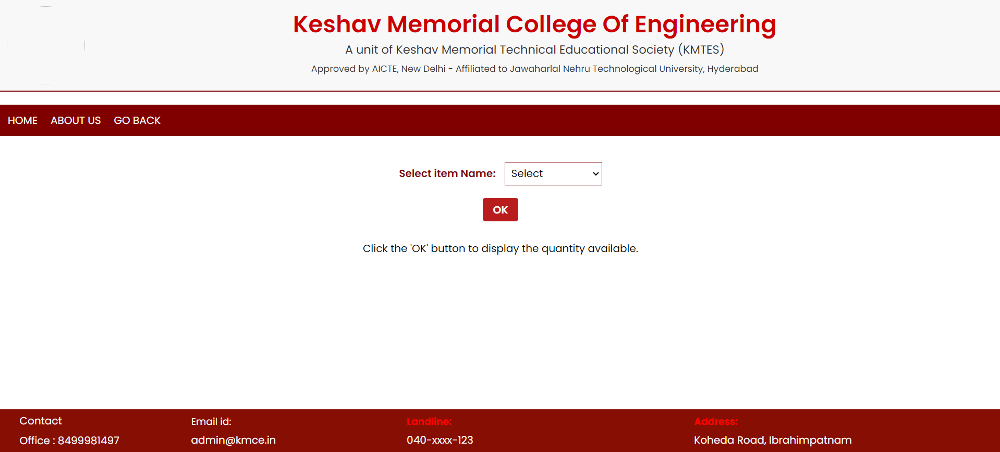 Keshav Memorial College Of Engineering
A unit of Keshav Memorial Technical Educational Society (KMTES)
Approved by AICTE, New Delhi - Affiliated to Jawaharlal Nehru Technological University, Hyderabad
HOME ABOUT US GO BACK
Select item Name: Select
OK
Click the 'OK' button to display the quantity available.
Contact
Office : 8499981497
Email id:
admin@kmce.in
Landline:
040-xxxx-123
Address:
Koheda Road, Ibrahimpatnam